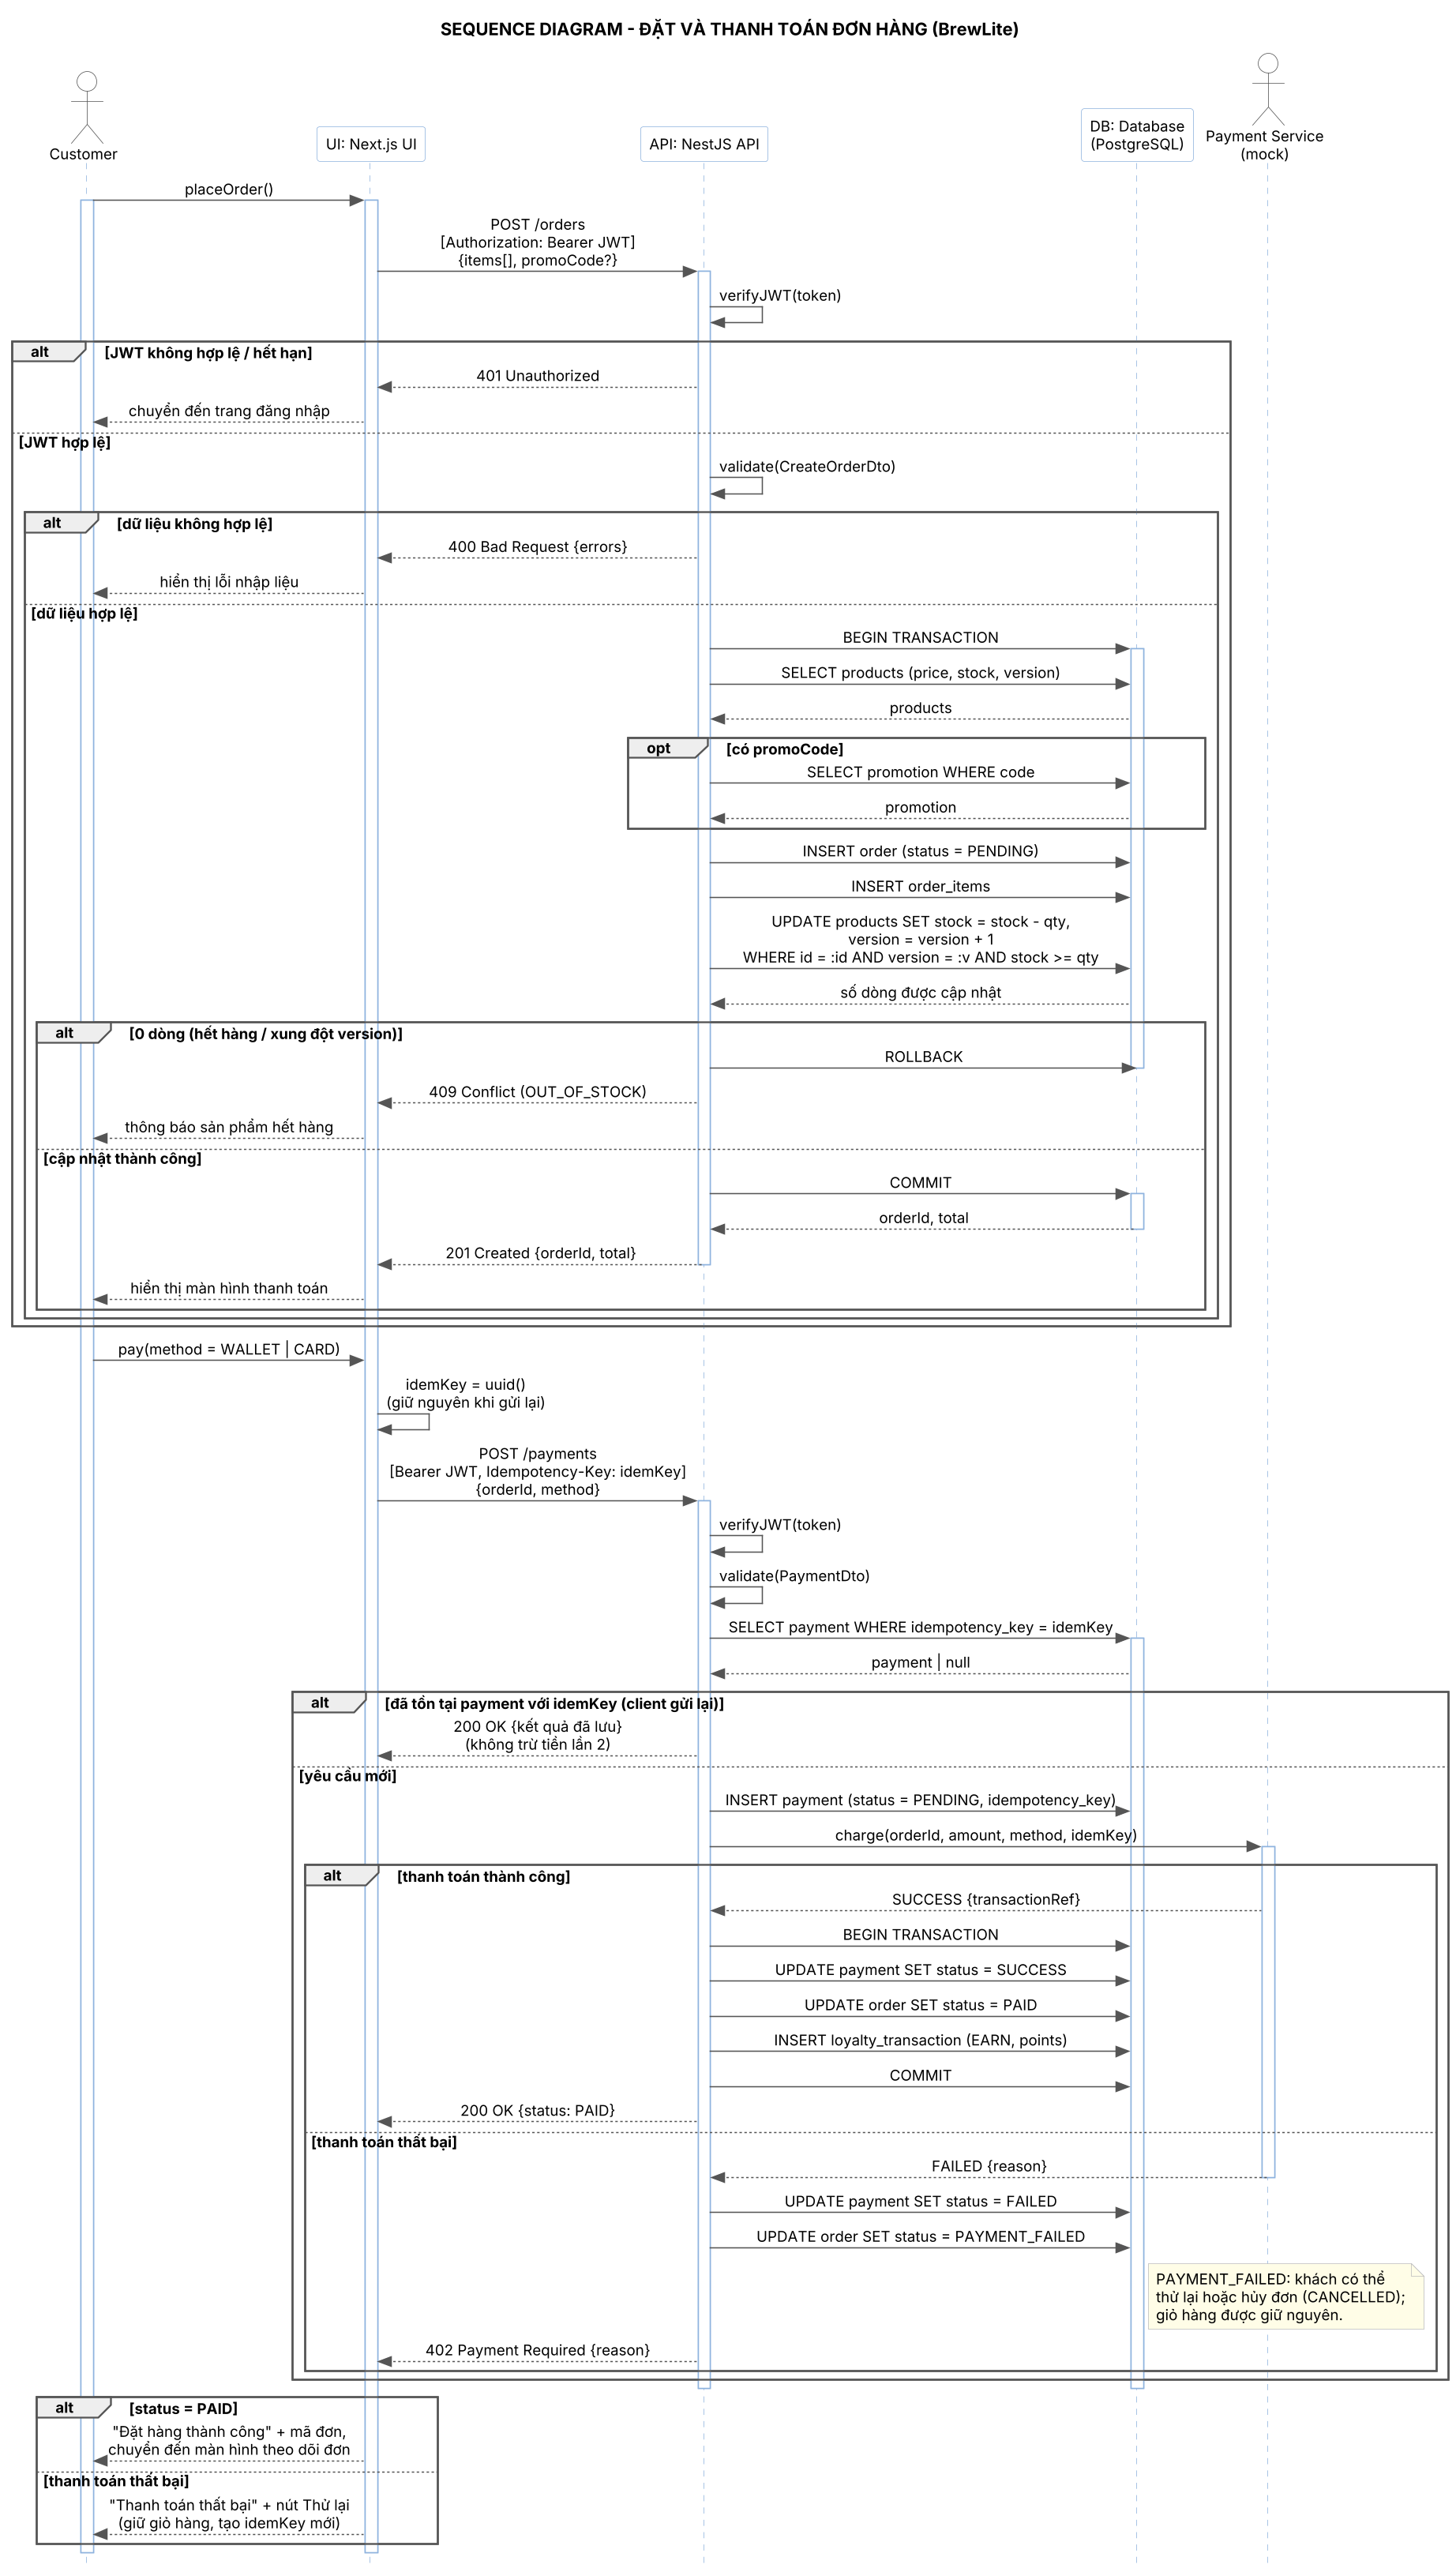 SEQUENCE DIAGRAM - ĐẶT VÀ THANH TOÁN ĐƠN HÀNG (BrewLite)
Customer
UI: Next.js UI
API: NestJS API
DB: Database
(PostgreSQL)
Payment Service
(mock)
placeOrder()
POST /orders
[Authorization: Bearer JWT]
{items[], promoCode?}
verifyJWT(token)
alt
[JWT không hợp lệ / hết hạn]
401 Unauthorized
chuyển đến trang đăng nhập
[JWT hợp lệ]
validate(CreateOrderDto)
alt
[dữ liệu không hợp lệ]
400 Bad Request {errors}
hiển thị lỗi nhập liệu
[dữ liệu hợp lệ]
BEGIN TRANSACTION
SELECT products (price, stock, version)
products
opt
[có promoCode]
SELECT promotion WHERE code
promotion
INSERT order (status = PENDING)
INSERT order_items
UPDATE products SET stock = stock - qty,
version = version + 1
WHERE id = :id AND version = :v AND stock >= qty
số dòng được cập nhật
alt
[0 dòng (hết hàng / xung đột version)]
ROLLBACK
409 Conflict (OUT_OF_STOCK)
thông báo sản phẩm hết hàng
[cập nhật thành công]
COMMIT
orderId, total
201 Created {orderId, total}
hiển thị màn hình thanh toán
pay(method = WALLET | CARD)
idemKey = uuid()
(giữ nguyên khi gửi lại)
POST /payments
[Bearer JWT, Idempotency-Key: idemKey]
{orderId, method}
verifyJWT(token)
validate(PaymentDto)
SELECT payment WHERE idempotency_key = idemKey
payment | null
alt
[đã tồn tại payment với idemKey (client gửi lại)]
200 OK {kết quả đã lưu}
(không trừ tiền lần 2)
[yêu cầu mới]
INSERT payment (status = PENDING, idempotency_key)
charge(orderId, amount, method, idemKey)
alt
[thanh toán thành công]
SUCCESS {transactionRef}
BEGIN TRANSACTION
UPDATE payment SET status = SUCCESS
UPDATE order SET status = PAID
INSERT loyalty_transaction (EARN, points)
COMMIT
200 OK {status: PAID}
[thanh toán thất bại]
FAILED {reason}
UPDATE payment SET status = FAILED
UPDATE order SET status = PAYMENT_FAILED
PAYMENT_FAILED: khách có thể
thử lại hoặc hủy đơn (CANCELLED);
giỏ hàng được giữ nguyên.
402 Payment Required {reason}
alt
[status = PAID]
"Đặt hàng thành công" + mã đơn,
chuyển đến màn hình theo dõi đơn
[thanh toán thất bại]
"Thanh toán thất bại" + nút Thử lại
(giữ giỏ hàng, tạo idemKey mới)